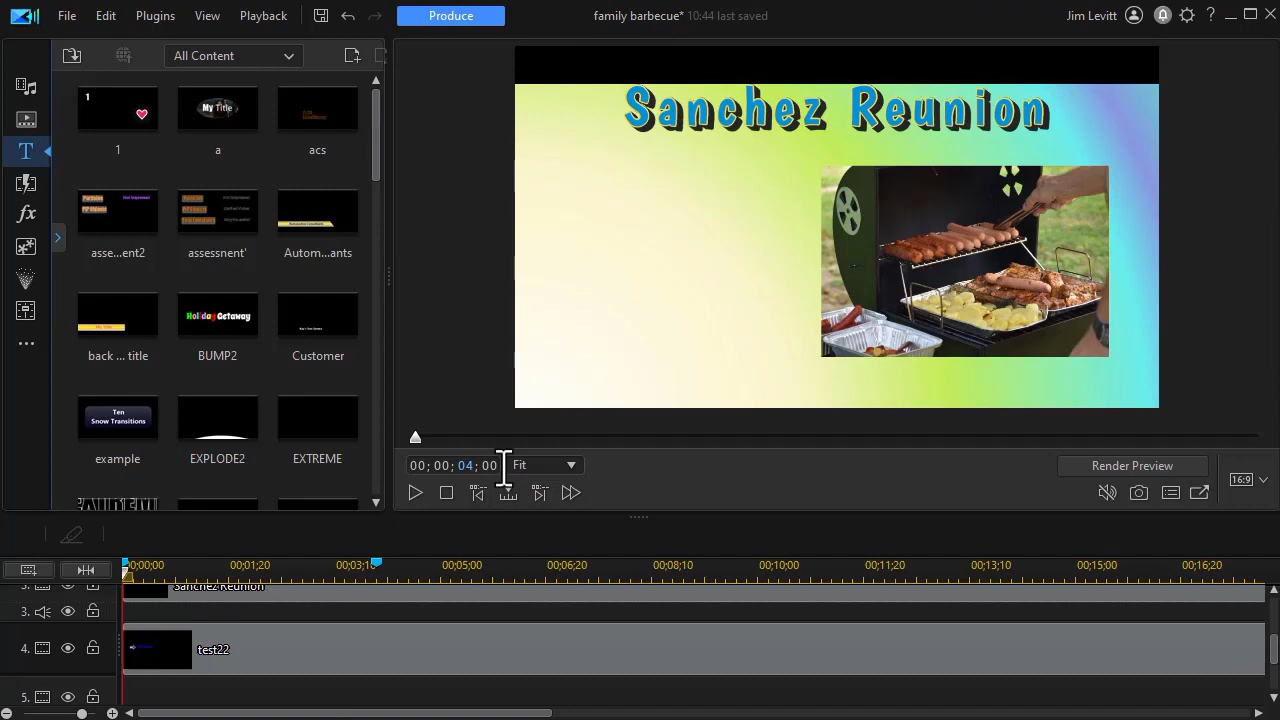 File Edit Plugins View Playback Produce family barbecue* 10:44 last saved Jim Levitt
All Content
1
My Title
1 a acs
asse...ent2 assessnent' Autom...ants
Holiday Getaway
back ... title BUMP2 Customer
Ten
Snow Transitions
example EXPLODE2 EXTREME
Sanchez Reunion
00; 00; 04; 00 Fit Render Preview
16:9
00;00;00 00;01;20 00;03;10 00;05;00 00;06;20 00;08;10 00;10;00 00;11;20 00;13;10 00;15;00 00;16;20
3. Sanchez Reunion
3.
4. test22
5.